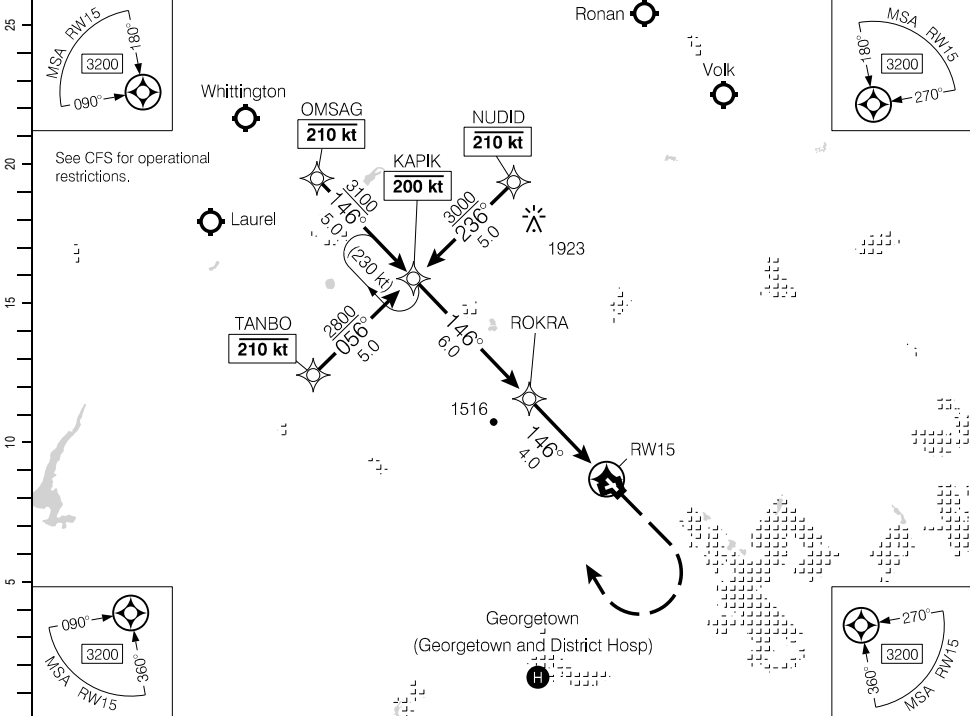 25
MSA RW15
180°
3200
090°
Ronan
MSA RW15
180°
3200
270°
Whittington
Volk
OMSAG
210 kt
NUDID
210 kt
KAPIK
200 kt
See CFS for operational
restrictions.
20
3100
146°
5.0
3000
236°
5.0
Laurel
1923
(230 kt)
15
TANBO
210 kt
2800
056°
5.0
146°
6.0
ROKRA
1516
10
146°
4.0
RW15
5
090°
3200
360°
MSA RW15
Georgetown
(Georgetown and District Hosp)
H
270°
3200
360°
MSA RW15